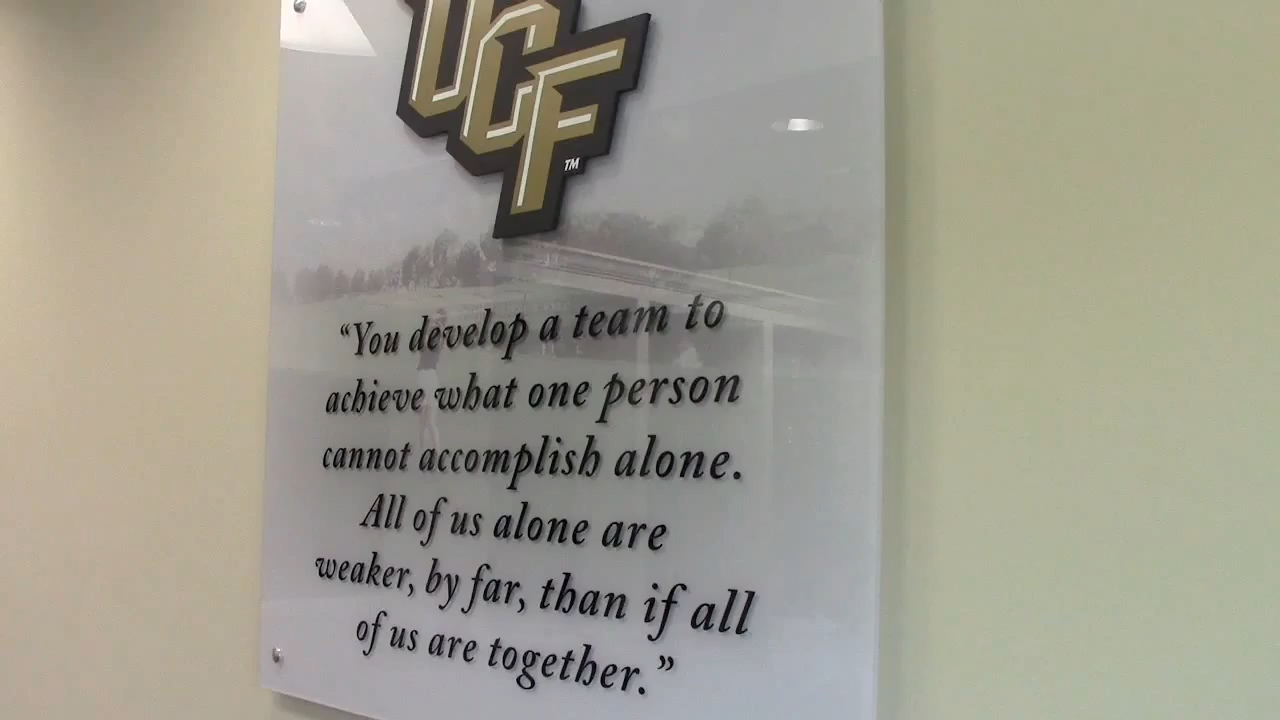 UCF
TM
“You develop a team to
achieve what one person
cannot accomplish alone.
All of us alone are
weaker, by far, than if all
of us are together.”